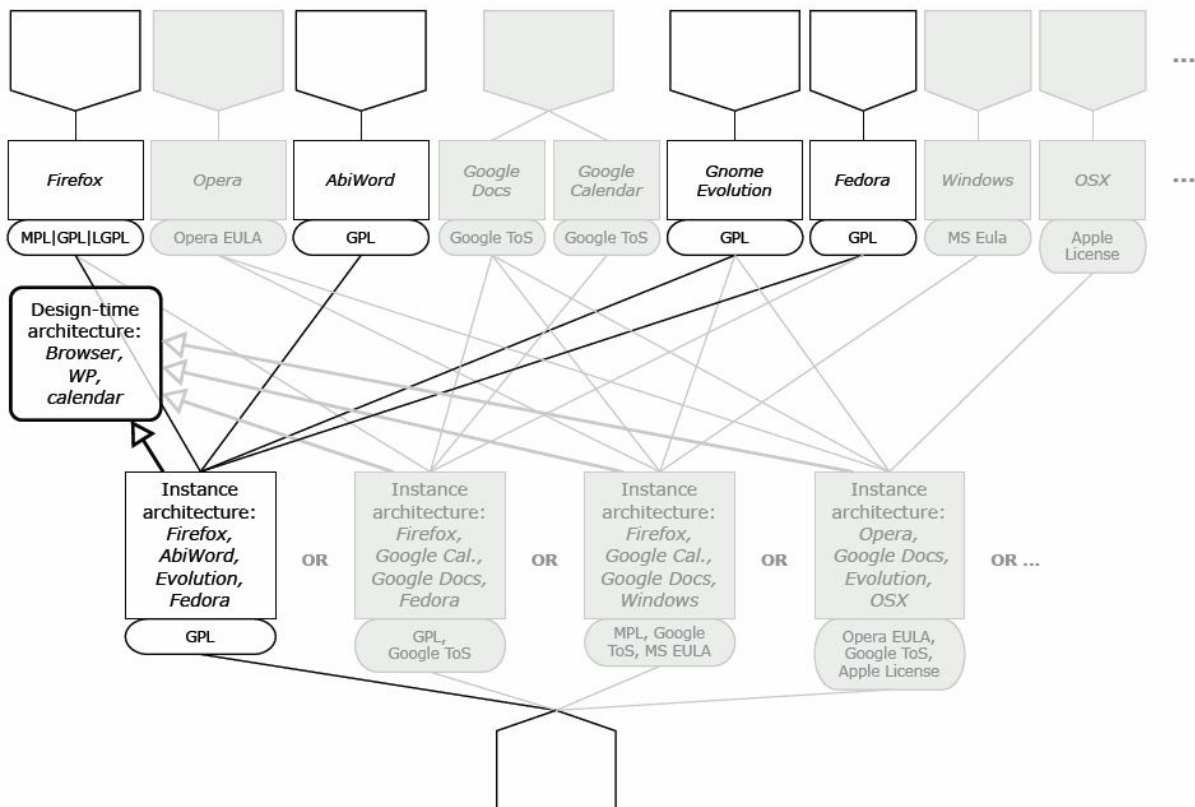 ...
Firefox
Opera
AbiWord
Google
Docs
Google
Calendar
Gnome
Evolution
Fedora
Windows
OSX
...
MPL|GPL|LGPL
Opera EULA
GPL
Google ToS
Google ToS
GPL
GPL
MS Eula
Apple
License
Design-time
architecture:
Browser,
WP,
calendar
Instance
architecture:
Firefox,
AbiWord,
Evolution,
Fedora
OR
Instance
architecture:
Firefox,
Google Cal.,
Google Docs,
Fedora
OR
Instance
architecture:
Firefox,
Google Cal.,
Google Docs,
Windows
OR
Instance
architecture:
Opera,
Google Docs,
Evolution,
OSX
OR ...
GPL
GPL,
Google ToS
MPL, Google
ToS, MS EULA
Opera EULA,
Google ToS,
Apple License